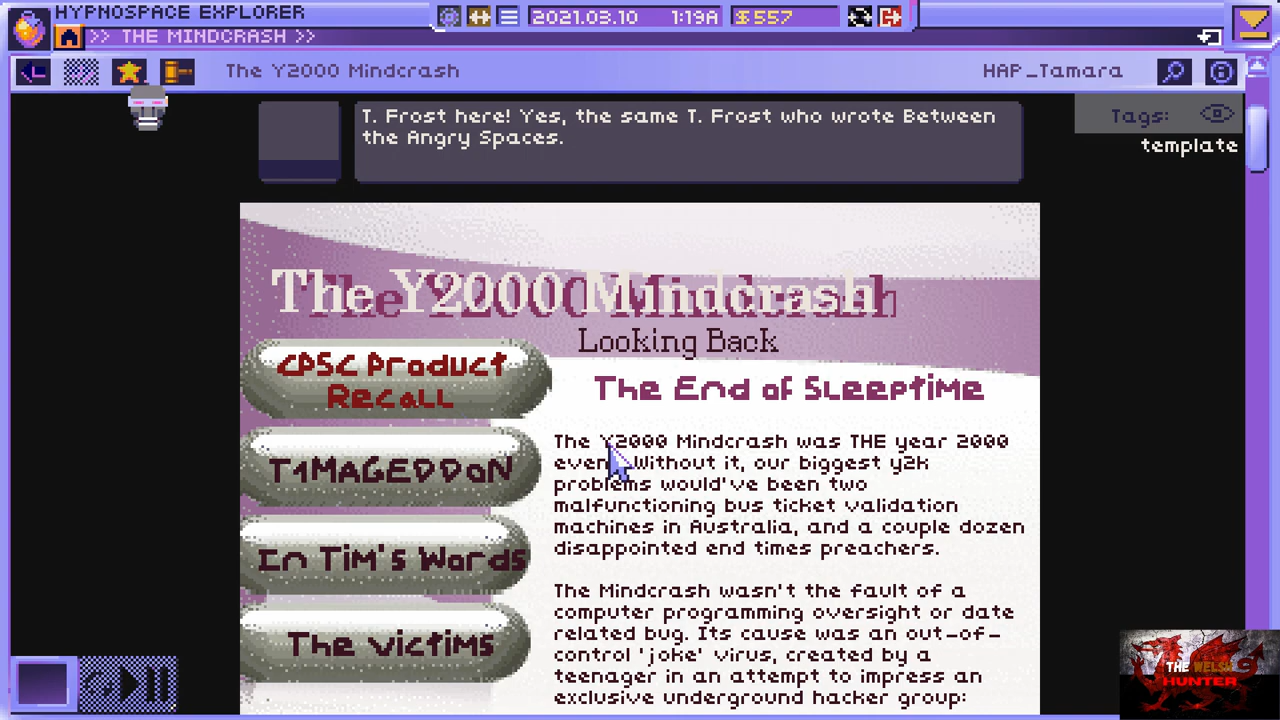 HYPNOSPACE EXPLORER
2021.03.10 1:19A $ 557
>> THE MINDCRASH >>
The Y2000 Mindcrash
HAP_Tamara
T. Frost here! Yes, the same T. Frost who wrote Between
the Angry Spaces.
Tags:
template
The Y2000 Mindcrash
Looking Back
CPSC Product
Recall
T1MAGEDDoN
In Tim's Words
The Victims
The End of Sleeptime
The Y2000 Mindcrash was THE year 2000
even Without it, our biggest y2k
problems would've been two
malfunctioning bus ticket validation
machines in Australia, and a couple dozen
disappointed end times preachers.
The Mindcrash wasn't the fault of a
computer programming oversight or date
related bug. Its cause was an out-of-
control 'joke' virus, created by a
teenager in an attempt to impress an
exclusive underground hacker group:
THE WELSH
HUNTER